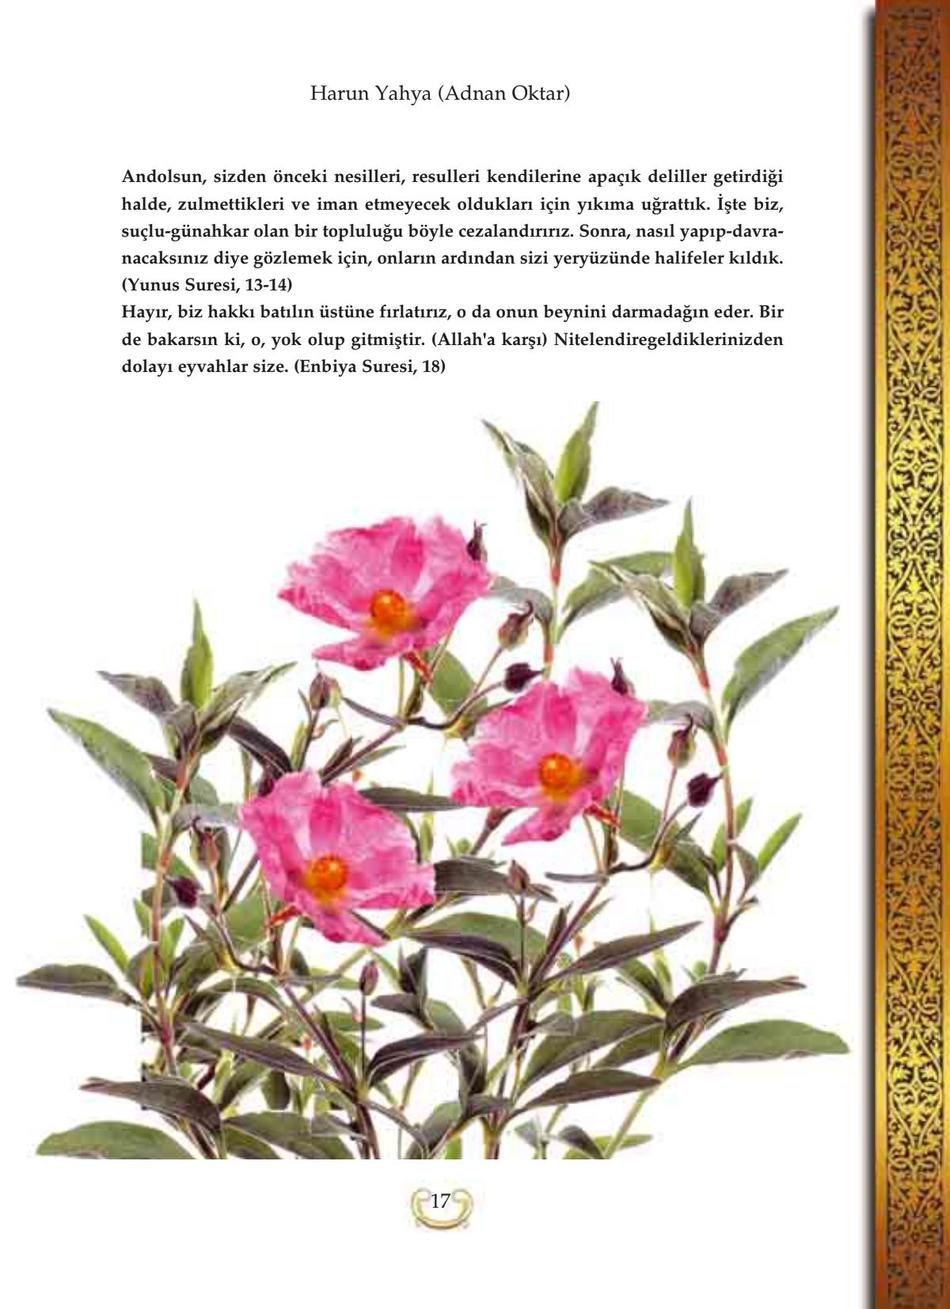 Harun Yahya (Adnan Oktar)
Andolsun, sizden önceki nesilleri, resulleri kendilerine apaçık deliller getirdiği
halde, zulmettikleri ve iman etmeyecek oldukları için yıkıma uğrattık. İşte biz,
suçlu-günahkar olan bir topluluğu böyle cezalandırırız. Sonra, nasıl yapıp-davra-
nacaksınız diye gözlemek için, onların ardından sizi yeryüzünde halifeler kıldık.
(Yunus Suresi, 13-14)
Hayır, biz hakkı batılın üstüne fırlatırız, o da onun beynini darmadağın eder. Bir
de bakarsın ki, o, yok olup gitmiştir. (Allah'a karşı) Nitelendiregeldiklerinizden
dolayı eyvahlar size. (Enbiya Suresi, 18)
17